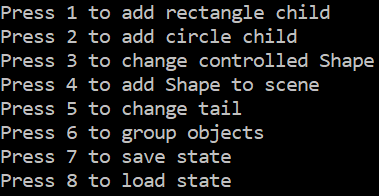 Press 1 to add rectangle child
Press 2 to add circle child
Press 3 to change controlled Shape
Press 4 to add Shape to scene
Press 5 to change tail
Press 6 to group objects
Press 7 to save state
Press 8 to load state